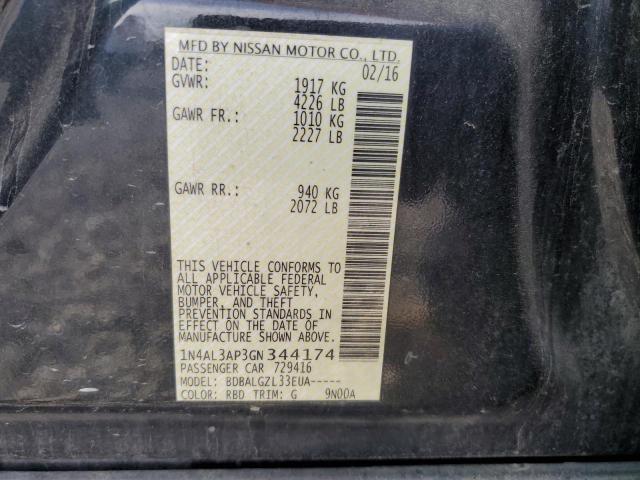 MFD BY NISSAN MOTOR CO., LTD.
DATE: 02/16
GVWR: 1917 KG
4226 LB
GAWR FR.: 1010 KG
2227 LB
GAWR RR.: 940 KG
2072 LB
THIS VEHICLE CONFORMS TO
ALL APPLICABLE FEDERAL
MOTOR VEHICLE SAFETY,
BUMPER, AND THEFT
PREVENTION STANDARDS IN
EFFECT ON THE DATE OF
MANUFACTURE SHOWN ABOVE.
1N4AL3AP3GN344174
PASSENGER CAR 729416
MODEL: BDBALGZL33EUA-----
COLOR: RBD TRIM: G 9N00A